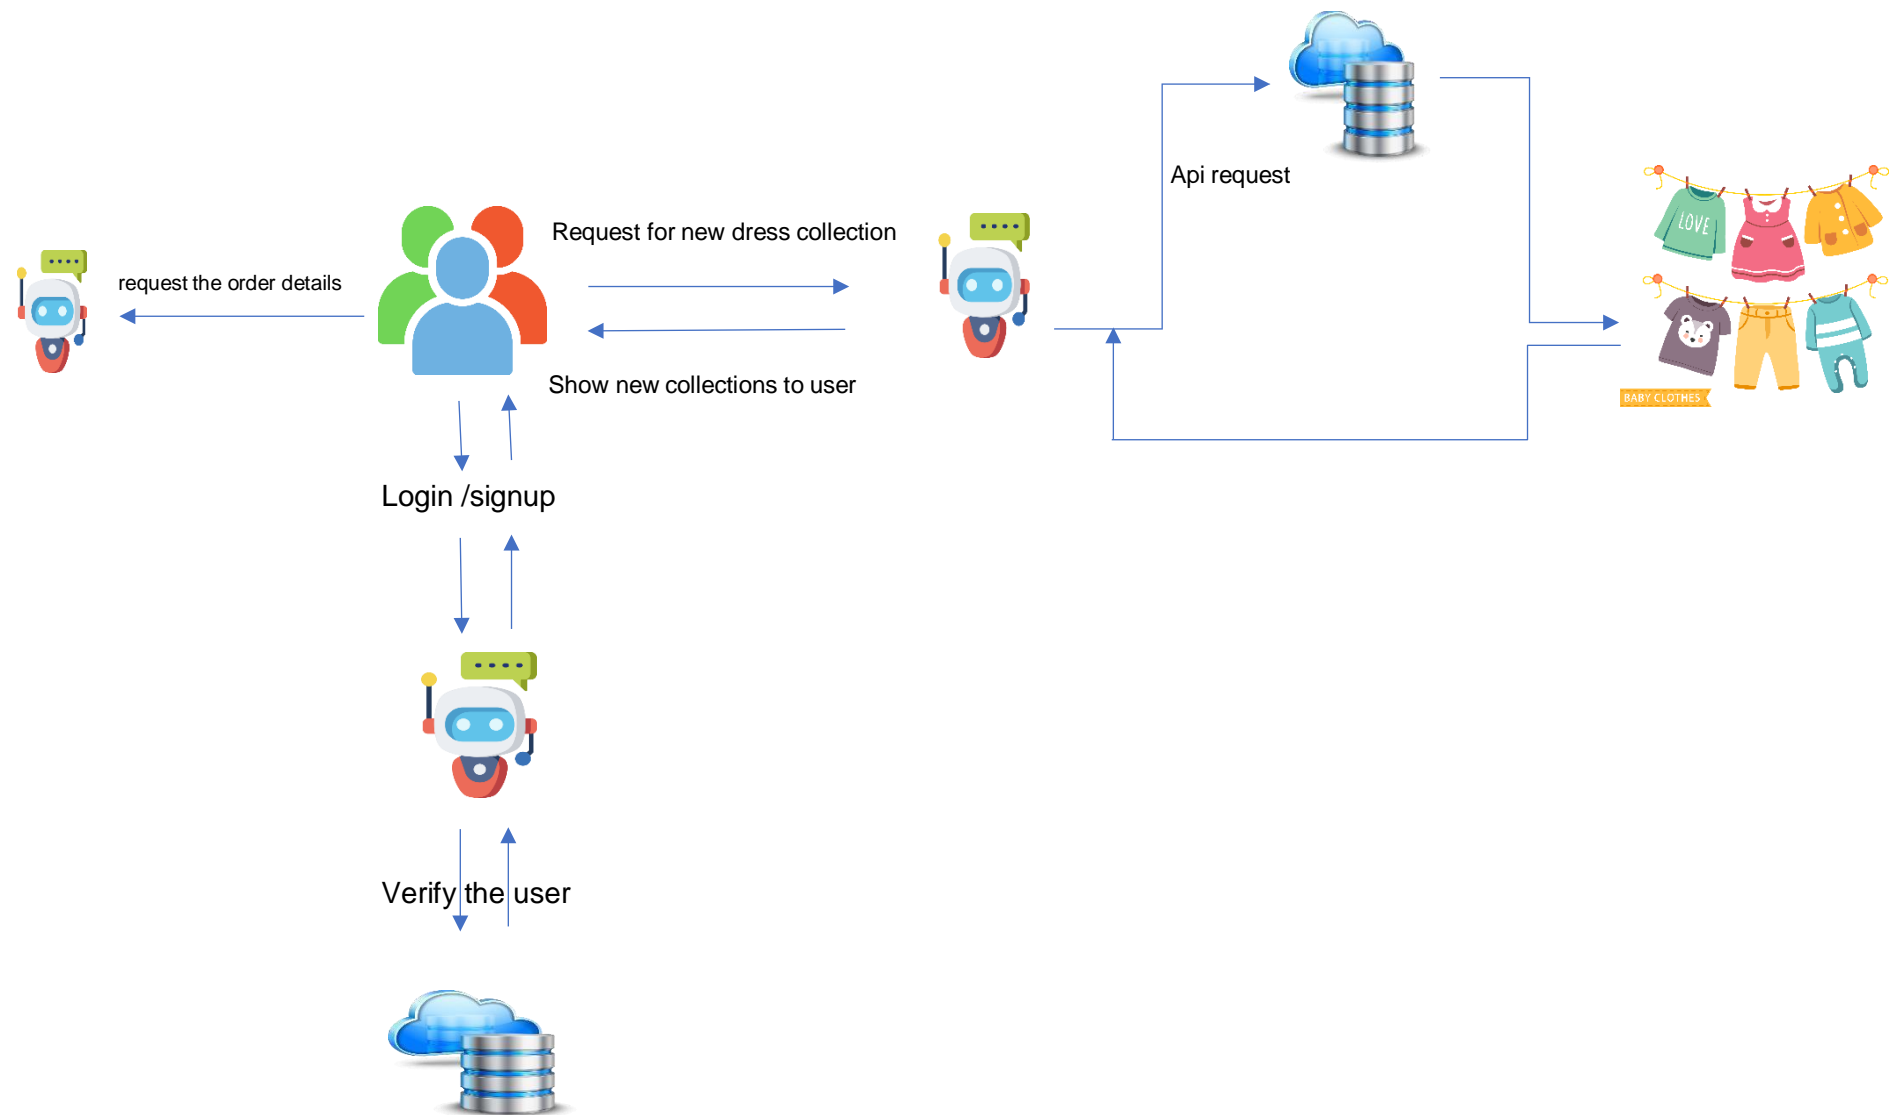 Api request
LOVE
Request for new dress collection
request the order details
Show new collections to user
BABY CLOTHES
Login /signup
Verify the user